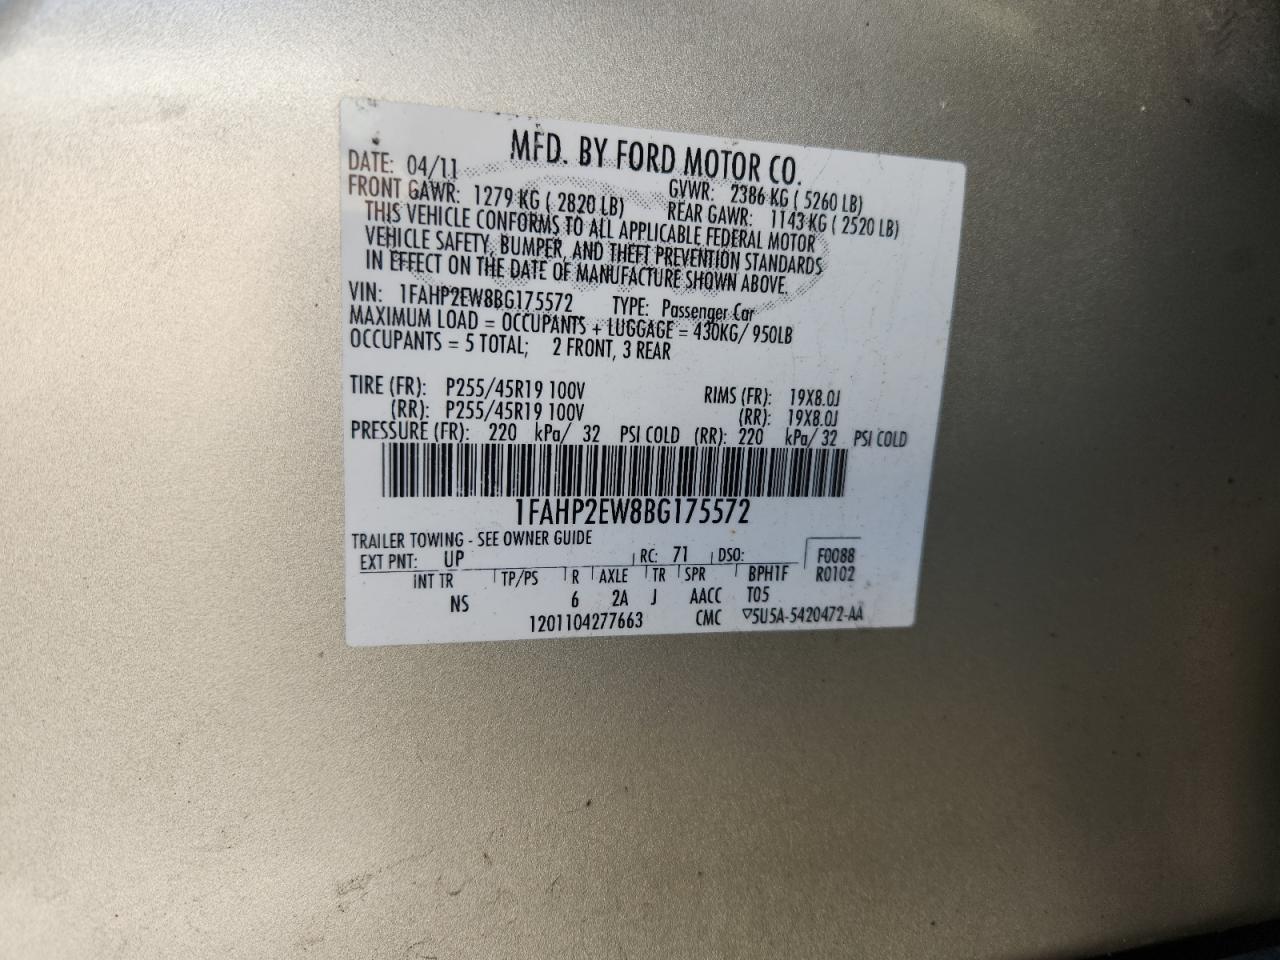 MFD. BY FORD MOTOR CO.
DATE: 04/11 GVWR: 2386 KG ( 5260 LB)
FRONT GAWR: 1279 KG ( 2820 LB) REAR GAWR: 1143 KG ( 2520 LB)
THIS VEHICLE CONFORMS TO ALL APPLICABLE FEDERAL MOTOR
VEHICLE SAFETY, BUMPER, AND THEFT PREVENTION STANDARDS
IN EFFECT ON THE DATE OF MANUFACTURE SHOWN ABOVE.
VIN: 1FAHP2EW8BG175572 TYPE: Passenger Car
MAXIMUM LOAD = OCCUPANTS + LUGGAGE = 430KG/ 950LB
OCCUPANTS = 5 TOTAL; 2 FRONT, 3 REAR
TIRE (FR): P255/45R19 100V RIMS (FR): 19X8.0J
(RR): P255/45R19 100V (RR): 19X8.0J
PRESSURE (FR): 220 kPa/ 32 PSI COLD (RR): 220 kPa/ 32 PSI COLD
1FAHP2EW8BG175572
TRAILER TOWING - SEE OWNER GUIDE
EXT PNT: UP RC: 71 DSO: F0088
INT TR TP/PS R AXLE TR SPR BPH1F R0102
NS 6 2A J AACC T05
1201104277663 CMC ▽5U5A-5420472-AA